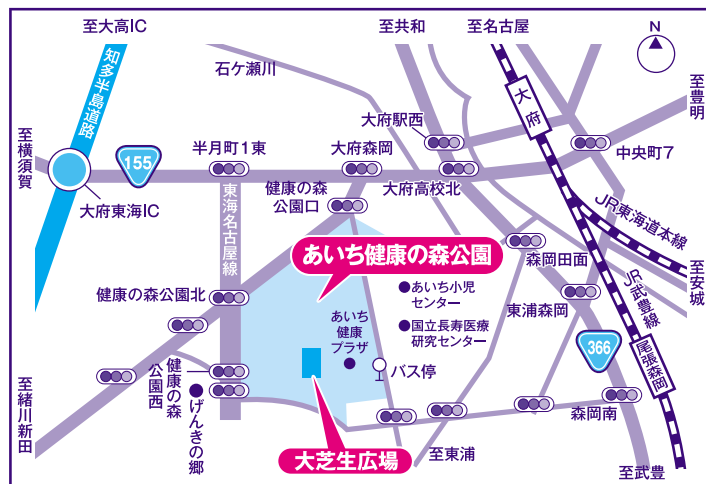 至大高IC
至共和
至名古屋
N
知多半島道路
石ケ瀬川
大府
至豊明
大府駅西
至横須賀
155
半月町1東
大府森岡
中央町7
大府東海IC
東海名古屋線
健康の森
公園口
大府高校北
JR東海道本線
あいち健康の森公園
森岡田面
至安城
健康の森公園北
あいち小児
センター
東浦森岡
JR武豊線
あいち
健康
プラザ
国立長寿医療
研究センター
366
尾張森岡
至緒川新田
健康の森
公園西
げんきの郷
バス停
森岡南
大芝生広場
至東浦
至武豊